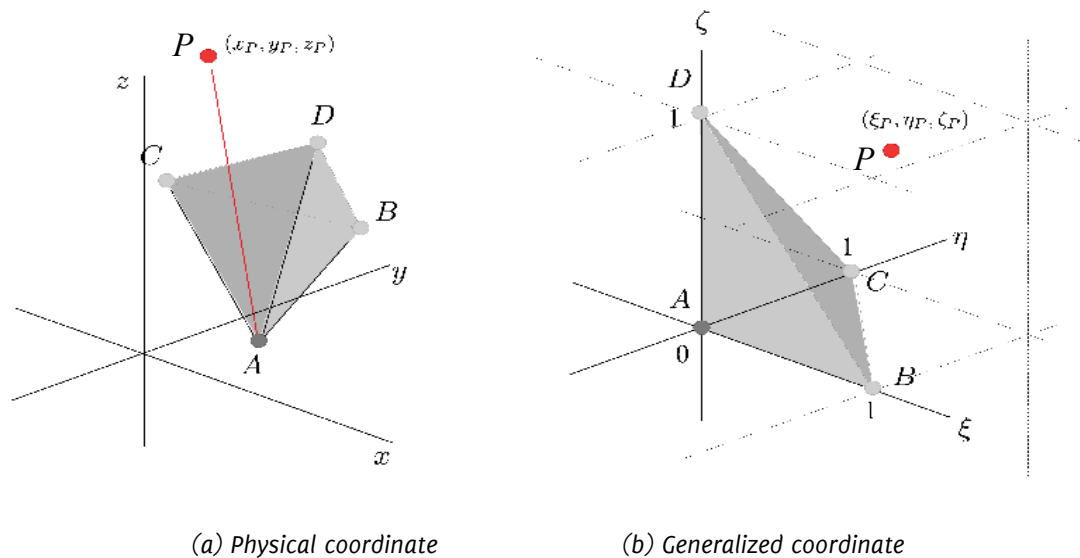 P (x_P, y_P, z_P)
z
D
C
B
y
A
x
(a) Physical coordinate
ζ
D
1
(ξ_P, η_P, ζ_P)
P
η
1
C
A
0
B
1
ξ
(b) Generalized coordinate